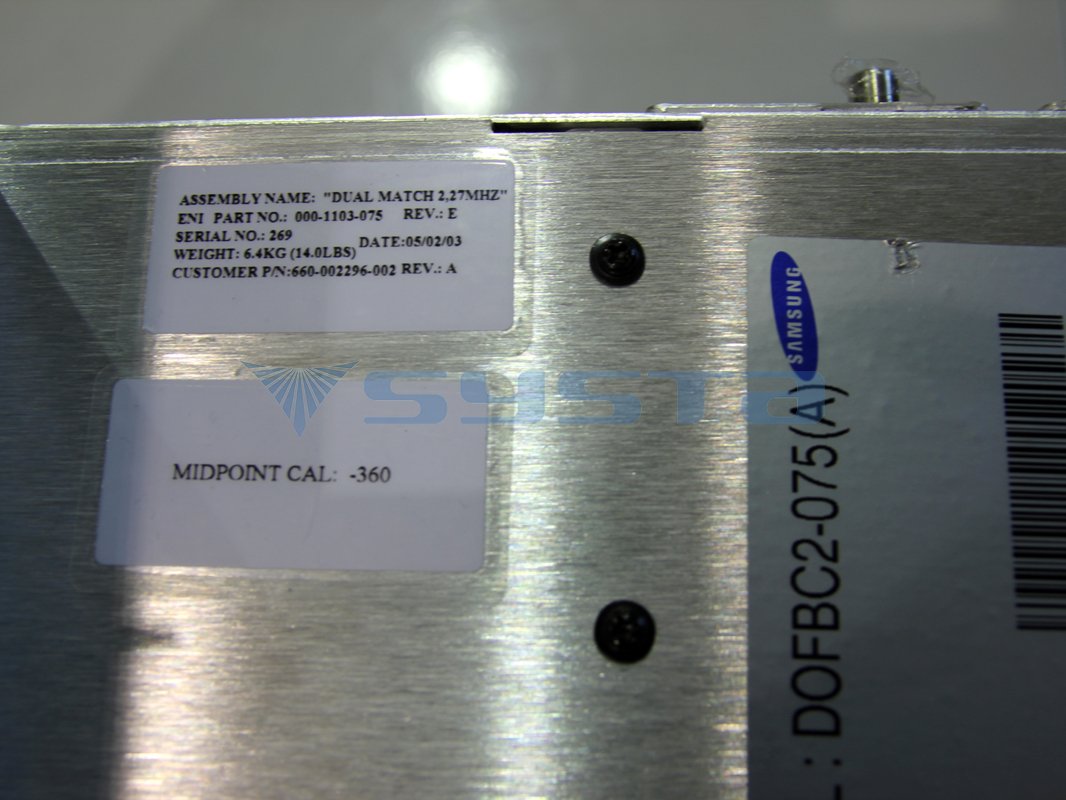 ASSEMBLY NAME: "DUAL MATCH 2,27MHZ"
ENI PART NO.: 000-1103-075 REV.: E
SERIAL NO.: 269
DATE:05/02/03
WEIGHT: 6.4KG (14.0LBS)
CUSTOMER P/N:660-002296-002 REV.: A
SYSTA
MIDPOINT CAL: -360
SAMSUNG
: DOFBC2-075(A)